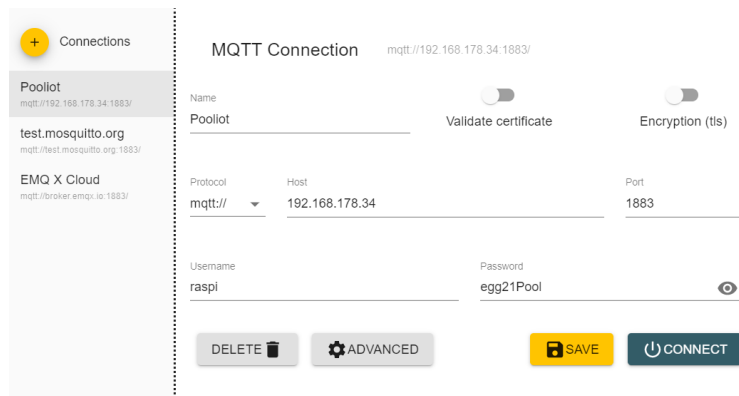 + Connections
Pooliot
mqtt://192.168.178.34:1883/
test.mosquitto.org
mqtt://test.mosquitto.org:1883/
EMQ X Cloud
mqtt://broker.emqx.io:1883/
MQTT Connection mqtt://192.168.178.34:1883/
Name
Pooliot
Validate certificate
Encryption (tls)
Protocol Host Port
mqtt:// 192.168.178.34 1883
Username Password
raspi egg21Pool
DELETE ADVANCED SAVE CONNECT